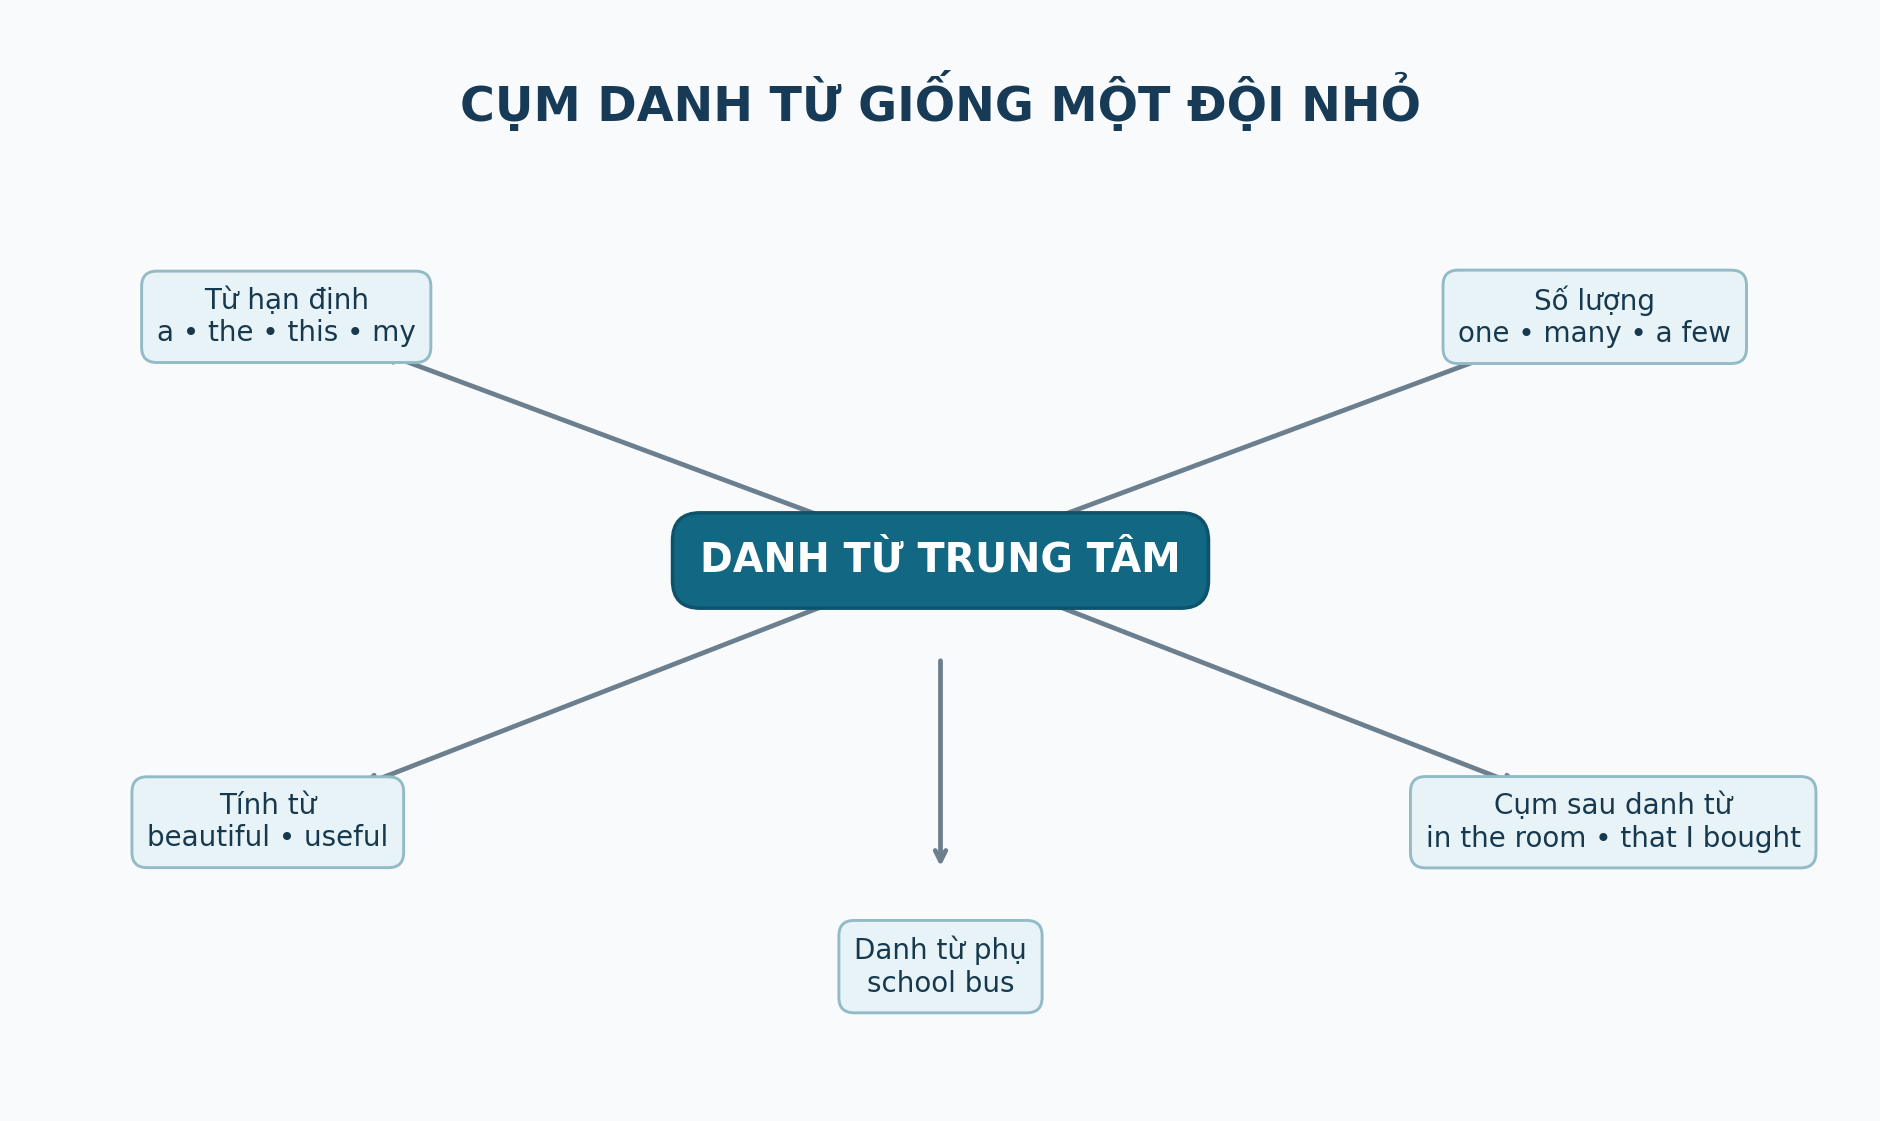 CỤM DANH TỪ GIỐNG MỘT ĐỘI NHỎ
Từ hạn định
a • the • this • my
Số lượng
one • many • a few
DANH TỪ TRUNG TÂM
Tính từ
beautiful • useful
Cụm sau danh từ
in the room • that I bought
Danh từ phụ
school bus